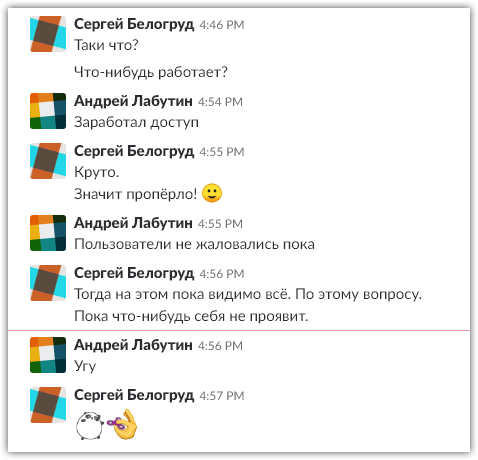 Сергей Белогруд 4:46 PM
Таки что?
Что-нибудь работает?
Андрей Лабутин 4:54 PM
Заработал доступ
Сергей Белогруд 4:55 PM
Круто.
Значит пропёрло! 🙂
Андрей Лабутин 4:55 PM
Пользователи не жаловались пока
Сергей Белогруд 4:56 PM
Тогда на этом пока видимо всё. По этому вопросу.
Пока что-нибудь себя не проявит.
Андрей Лабутин 4:56 PM
Угу
Сергей Белогруд 4:57 PM